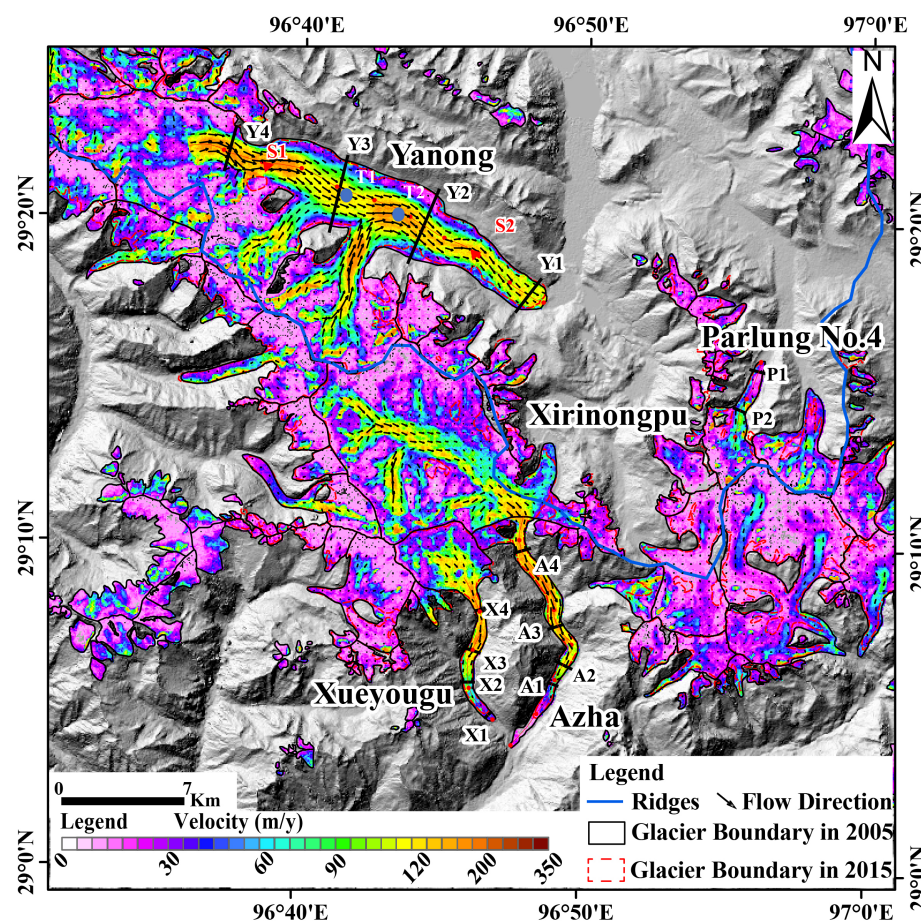 96°40'E 96°50'E 97°0'E
N
Y4 Y3 Yanong
S1
T1 T2 Y2
29°20'N 29°20'N
S2
Y1
Parlung No.4
P1
Xirinongpu P2
29°10'N 29°10'N
A4
X4
A3
X3 A2
Xueyougu X2 A1
X1 Azha
0 7
Km
Legend
Ridges Flow Direction
Glacier Boundary in 2005
Glacier Boundary in 2015
Legend Velocity (m/y)
0 30 60 90 120 200 350
29°0'N 29°0'N
96°40'E 96°50'E 97°0'E